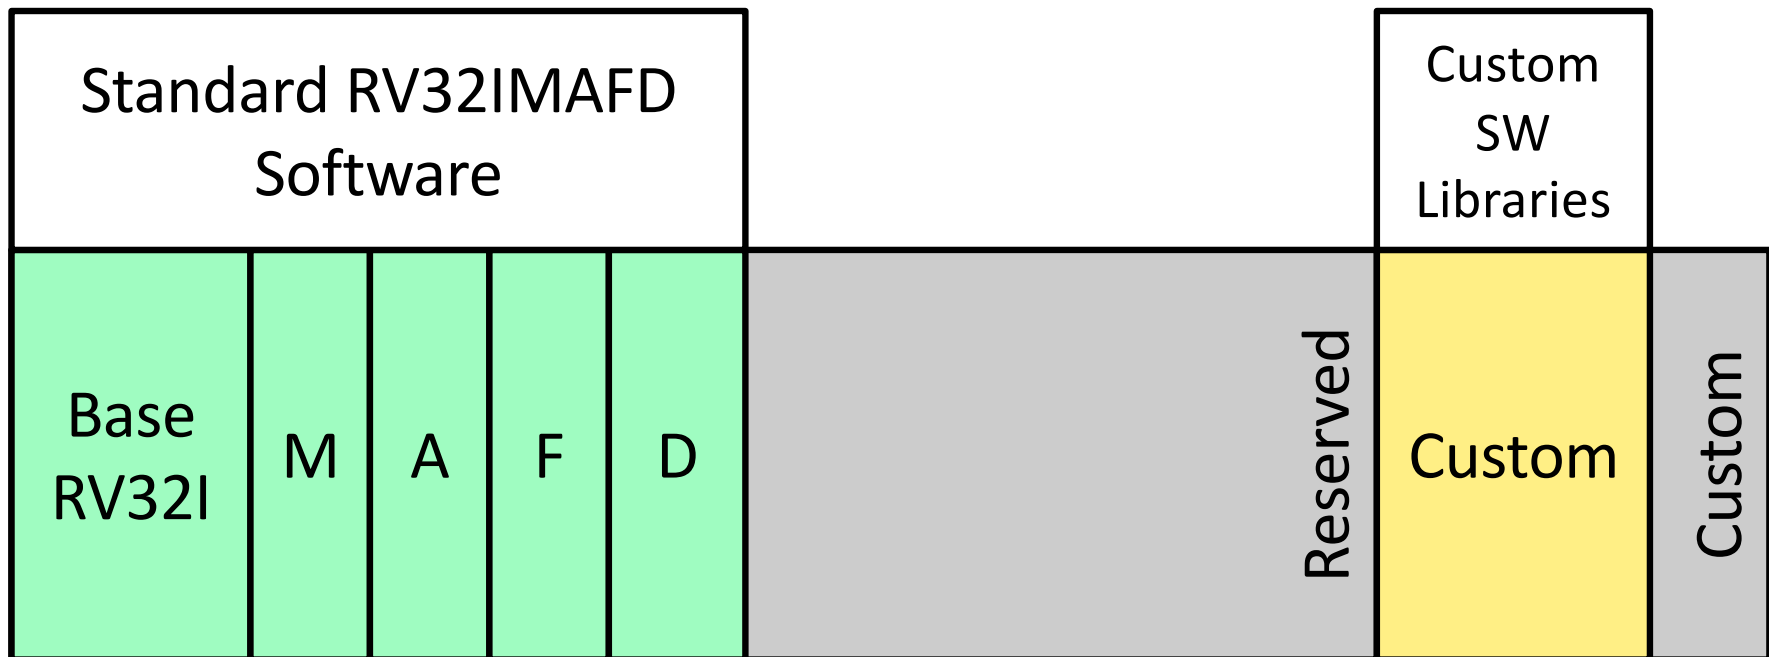 Standard RV32IMAFD
Software
Custom
SW
Libraries
Base
RV32I
M
A
F
D
Reserved
Custom
Custom